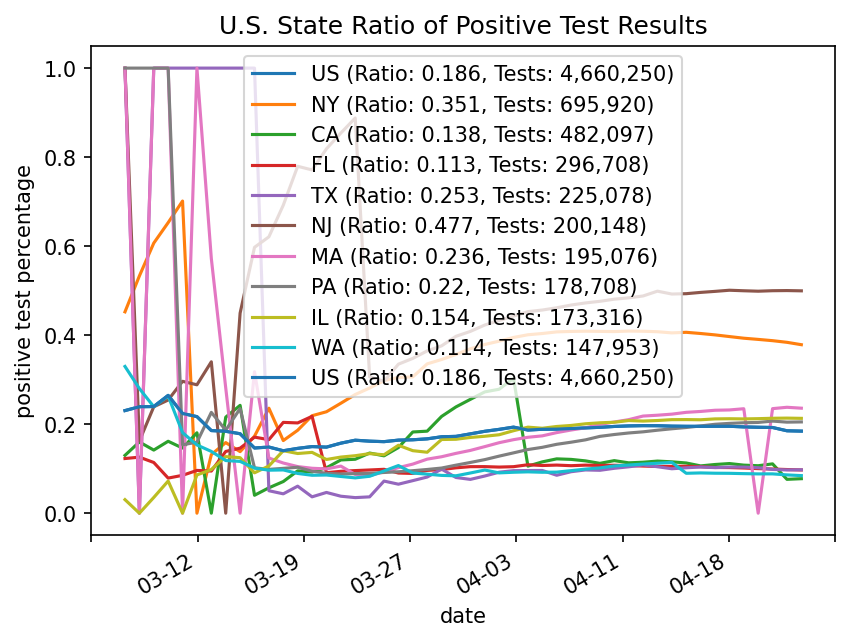 U.S. State Ratio of Positive Test Results
positive test percentage
1.0
0.8
0.6
0.4
0.2
0.0
US (Ratio: 0.186, Tests: 4,660,250)
NY (Ratio: 0.351, Tests: 695,920)
CA (Ratio: 0.138, Tests: 482,097)
FL (Ratio: 0.113, Tests: 296,708)
TX (Ratio: 0.253, Tests: 225,078)
NJ (Ratio: 0.477, Tests: 200,148)
MA (Ratio: 0.236, Tests: 195,076)
PA (Ratio: 0.22, Tests: 178,708)
IL (Ratio: 0.154, Tests: 173,316)
WA (Ratio: 0.114, Tests: 147,953)
US (Ratio: 0.186, Tests: 4,660,250)
03-12
03-19
03-27
04-03
04-11
04-18
date